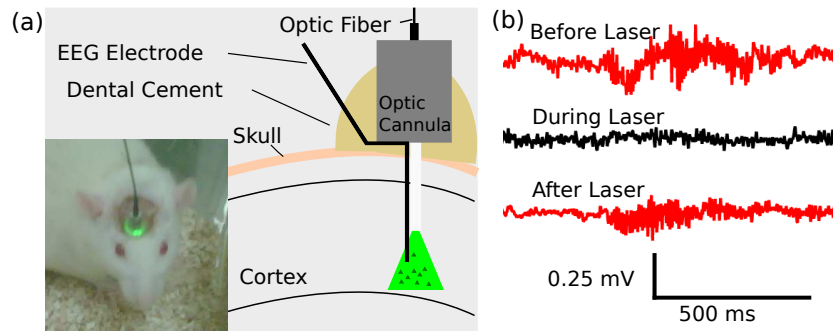 (a)
Optic Fiber
EEG Electrode
Dental Cement
Optic
Cannula
Skull
Cortex
(b)
Before Laser
During Laser
After Laser
0.25 mV
500 ms